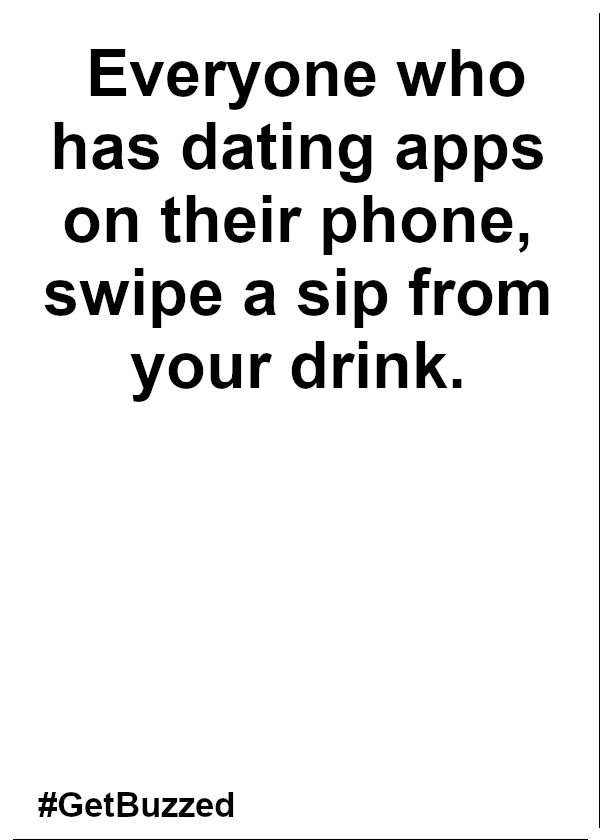 Everyone who
has dating apps
on their phone,
swipe a sip from
your drink.
#GetBuzzed